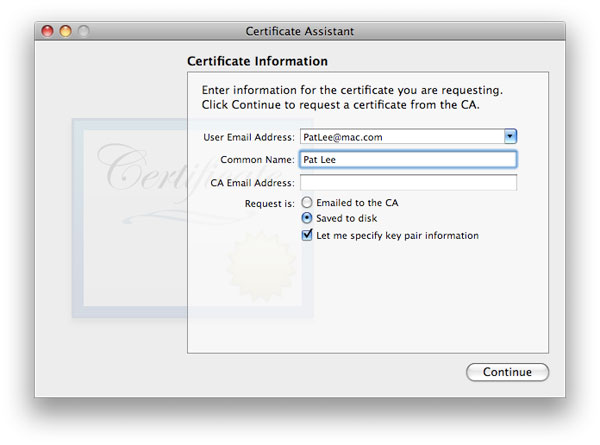 Certificate Assistant
Certificate Information
Enter information for the certificate you are requesting.
Click Continue to request a certificate from the CA.
User Email Address: PatLee@mac.com
Common Name: Pat Lee
CA Email Address:
Request is: Emailed to the CA
Saved to disk
Let me specify key pair information
Certificate
Continue